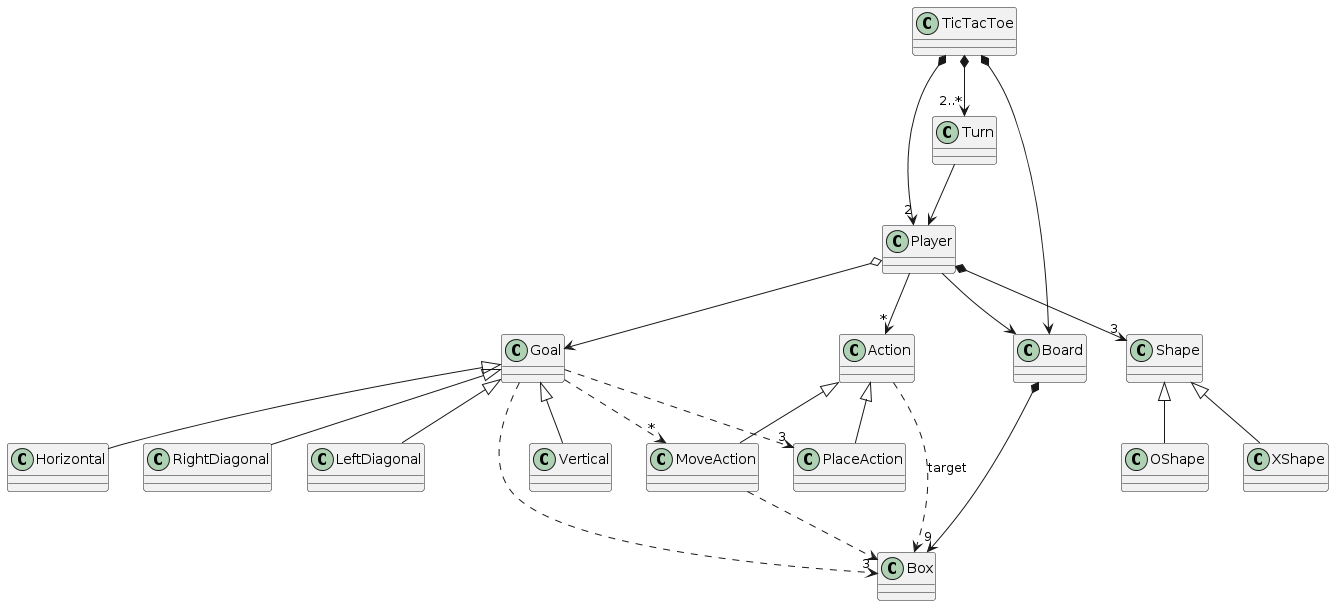 C TicTacToe
2..*
C Turn
2
C Player
*
3
C Goal
C Action
C Board
C Shape
*
3
C Horizontal
C RightDiagonal
C LeftDiagonal
C Vertical
C MoveAction
C PlaceAction
target
C OShape
C XShape
9
3
C Box